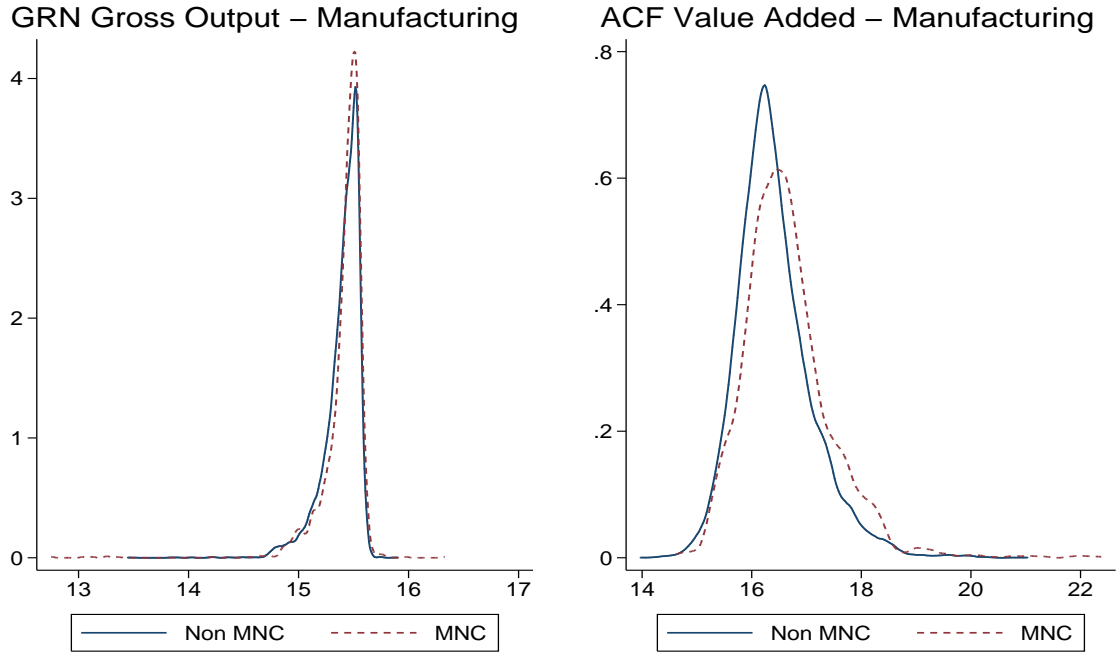 GRN Gross Output – Manufacturing
4
3
2
1
0
13 14 15 16 17
Non MNC MNC
ACF Value Added – Manufacturing
.8
.6
.4
.2
0
14 16 18 20 22
Non MNC MNC